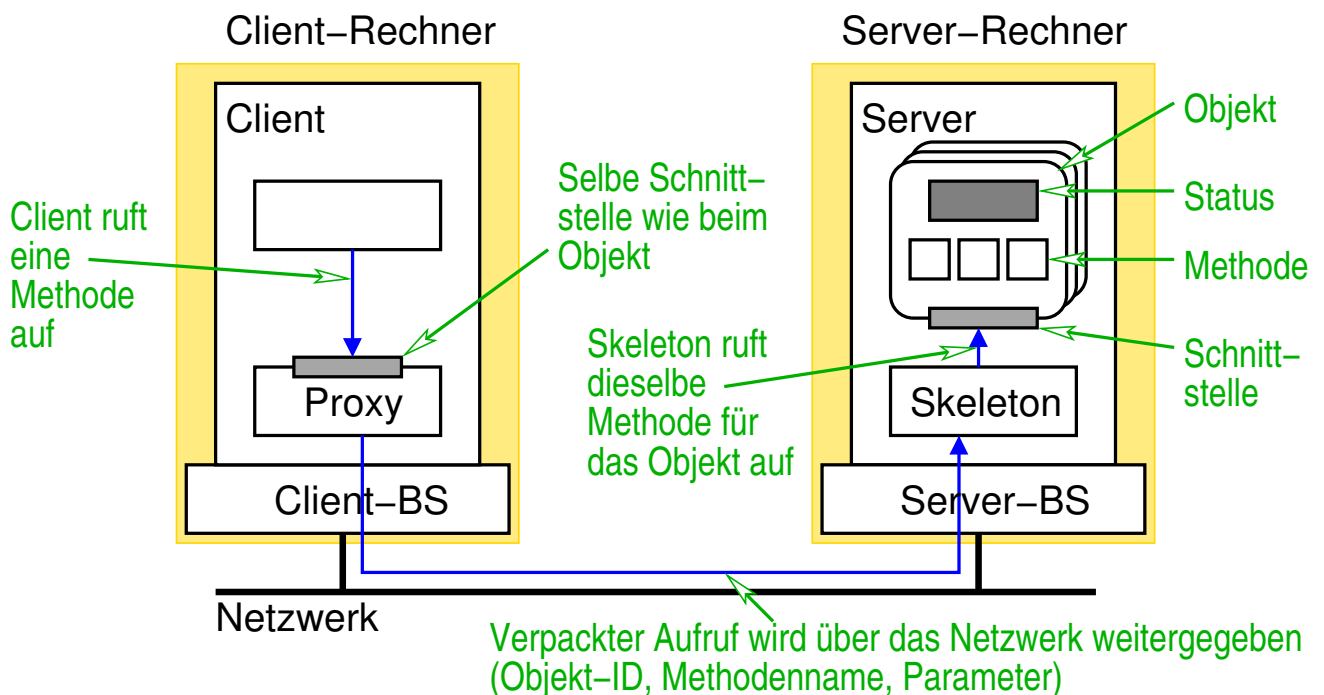 Client–Rechner
Server–Rechner
Client
Server
Objekt
Status
Methode
Schnitt–
stelle
Client ruft
eine
Methode
auf
Selbe Schnitt–
stelle wie beim
Objekt
Skeleton ruft
dieselbe
Methode für
das Objekt auf
Proxy
Skeleton
Client–BS
Server–BS
Netzwerk
Verpackter Aufruf wird über das Netzwerk weitergegeben
(Objekt–ID, Methodenname, Parameter)